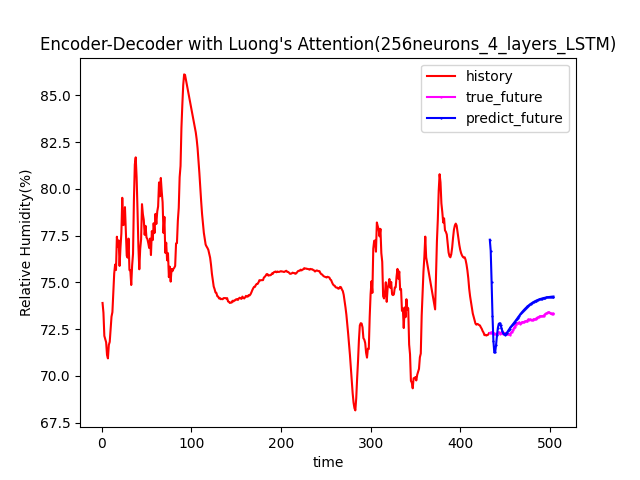 Encoder-Decoder with Luong's Attention(256neurons_4_layers_LSTM)
history
true_future
predict_future
Relative Humidity(%)
85.0
82.5
80.0
77.5
75.0
72.5
70.0
67.5
0 100 200 300 400 500
time